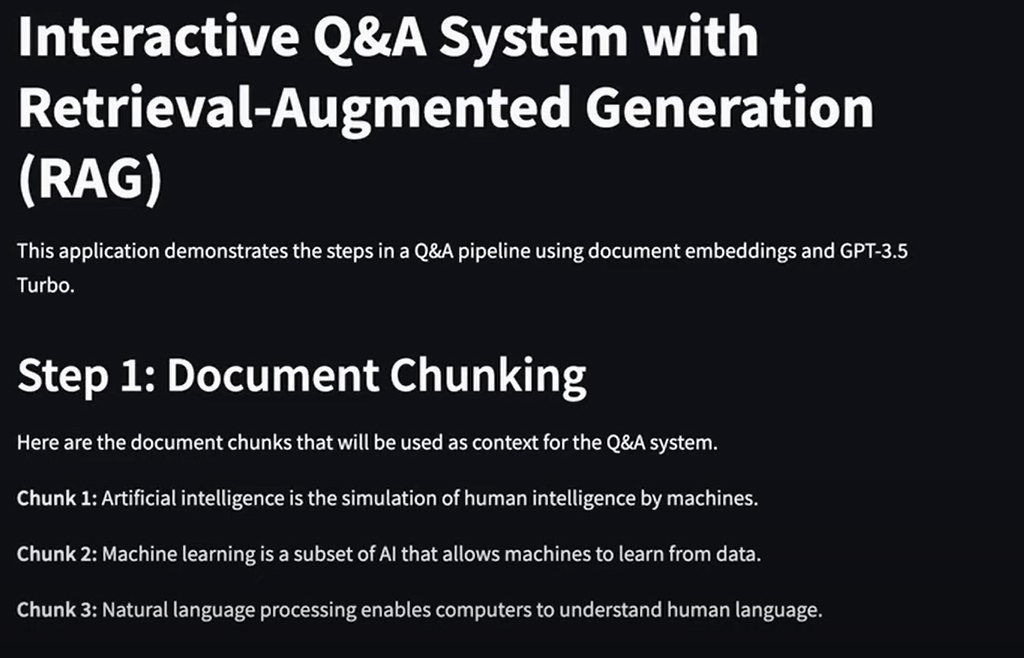 Interactive Q&A System with
Retrieval-Augmented Generation
(RAG)
This application demonstrates the steps in a Q&A pipeline using document embeddings and GPT-3.5
Turbo.
Step 1: Document Chunking
Here are the document chunks that will be used as context for the Q&A system.
Chunk 1: Artificial intelligence is the simulation of human intelligence by machines.
Chunk 2: Machine learning is a subset of AI that allows machines to learn from data.
Chunk 3: Natural language processing enables computers to understand human language.